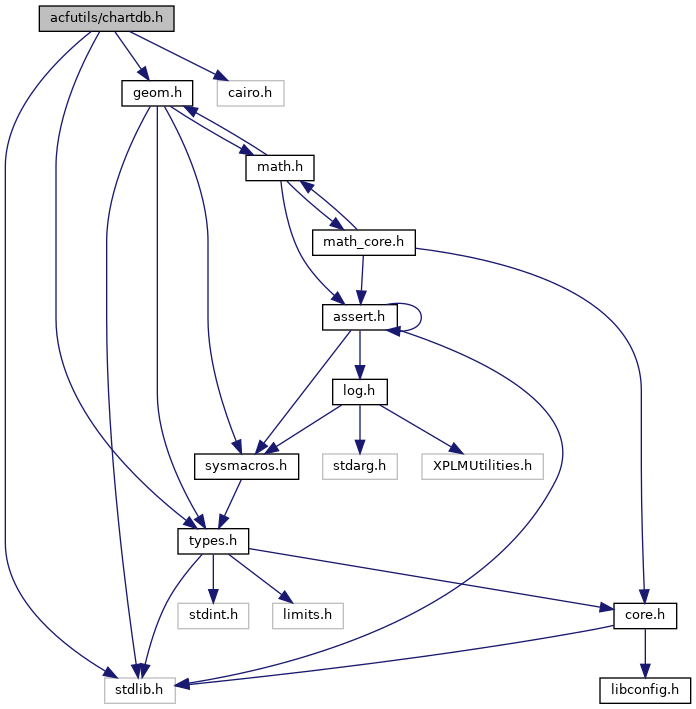 acfutils/chartdb.h
geom.h
cairo.h
math.h
math_core.h
assert.h
log.h
sysmacros.h
stdarg.h
XPLMUtilities.h
types.h
stdint.h
limits.h
core.h
stdlib.h
libconfig.h